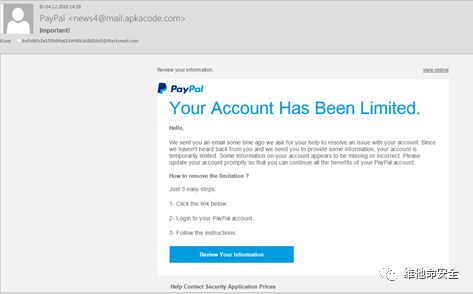 BY. 04.12.2018 14:39
PayPal <news4@mail.apkacode.com>
Important!
Review your information.
view online
PayPal
Your Account Has Been Limited.
Hello,
We sent you an email some time ago we ask for your help to resolve an issue with your account. Since
we haven't heard back from you and we need you to provide some information, your account is
temporarily limited. Some information on your account appears to be missing or incorrect. Please
update your account promptly so that you can continue all the benefits of your PayPal account.
How to remove the limitation ?
Just 3 easy steps.
1- Click the link below.
2- Login to your PayPal account.
3- Follow the instructions.
Review Your Information
Help Contact Security Application Prices
维他命安全